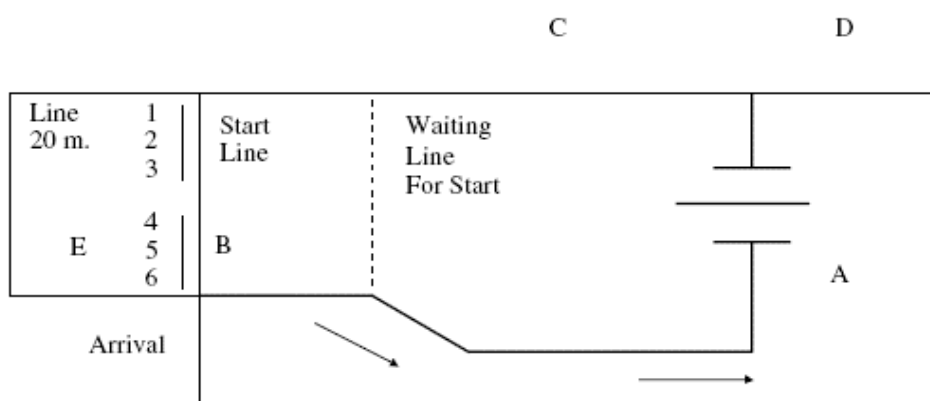 C D
Line 1
20 m. 2
3
Start
Line
Waiting
Line
For Start
4
E 5
6
B
A
Arrival